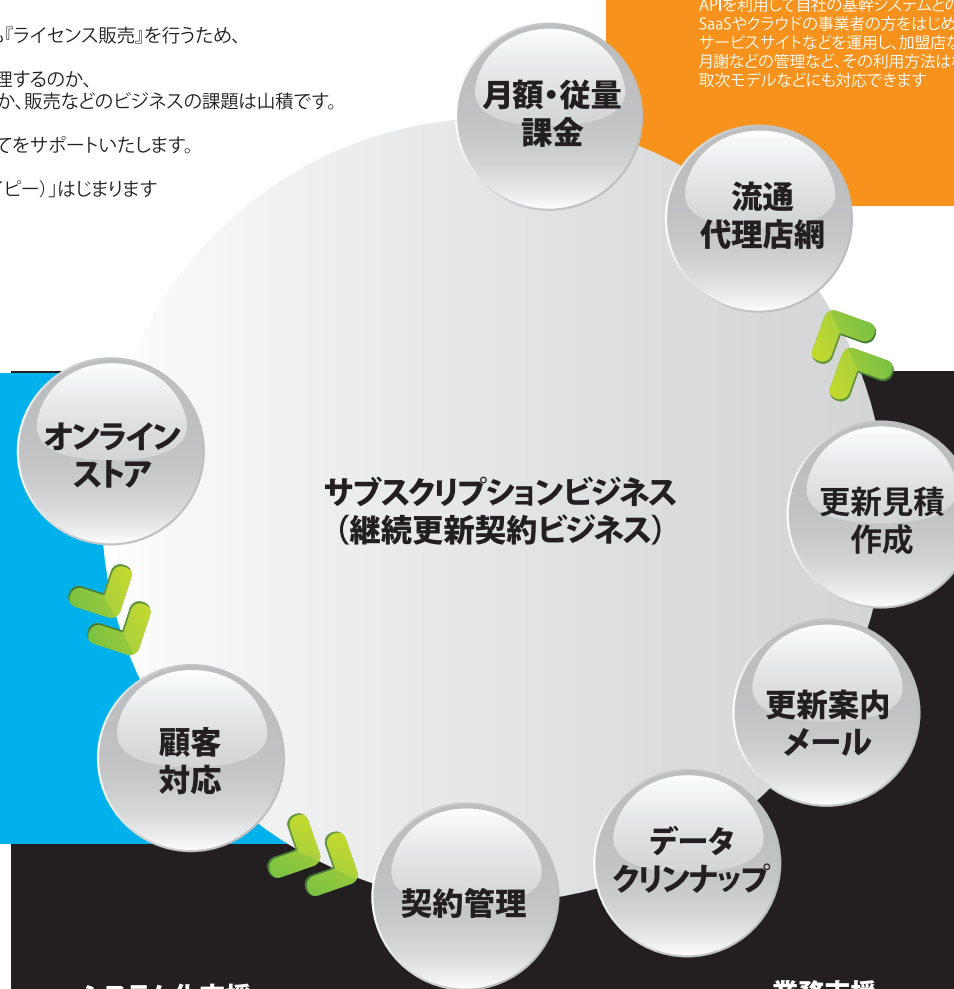 『ライセンス販売』を行うため、
理するのか、
か、販売などのビジネスの課題は山積です。
てをサポートいたします。
イピー）」はじまります
APIを利用して自社の基幹システムとの
SaaSやクラウドの事業者の方をはじめ
サービスサイトなどを運用し、加盟店な
月謝などの管理など、その利用方法は
取次モデルなどにも対応できます
月額・従量
課金
流通
代理店網
オンライン
ストア
サブスクリプションビジネス
（継続更新契約ビジネス）
更新見積
作成
更新案内
メール
顧客
対応
データ
クリンナップ
契約管理
システム化支援
業務支援